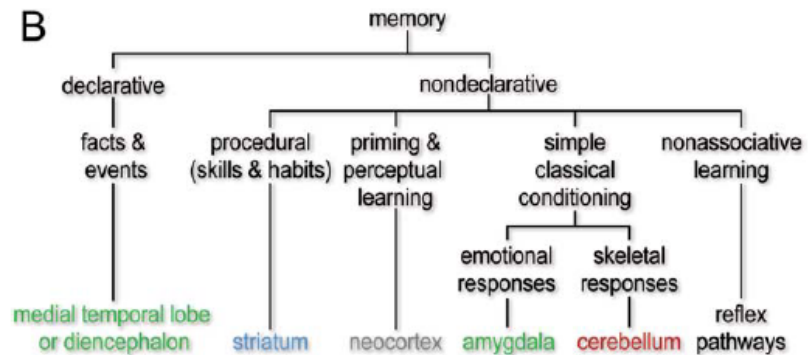 B
memory
declarative
nondeclarative
facts &
events
procedural
(skills & habits)
priming &
perceptual
learning
simple
classical
conditioning
nonassociative
learning
emotional
responses
skeletal
responses
medial temporal lobe
or diencephalon
striatum
neocortex
amygdala
cerebellum
reflex
pathways